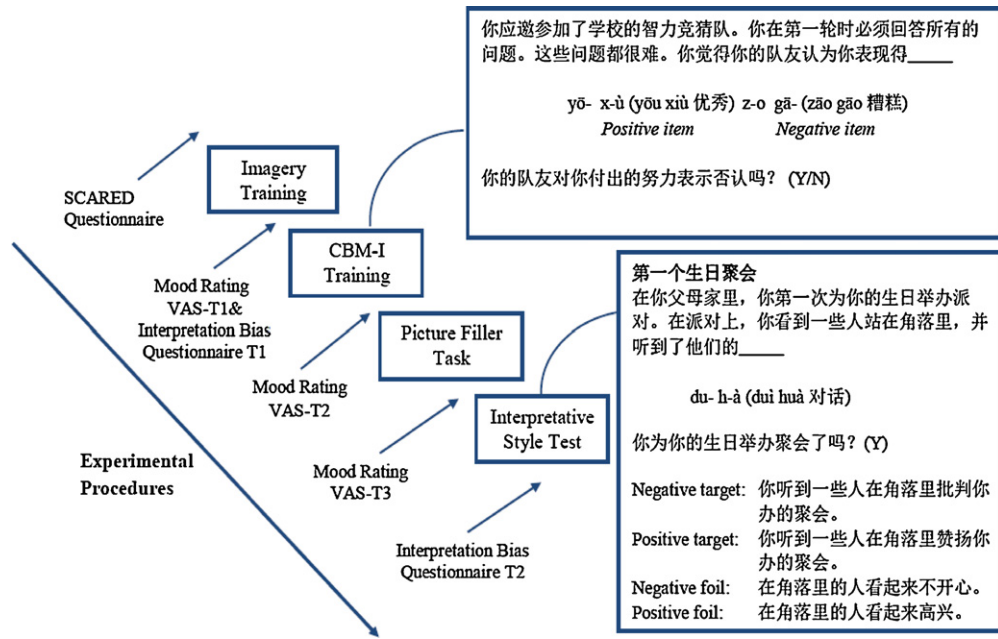 SCARED
Questionnaire
Imagery
Training
Mood Rating
VAS-T1&
Interpretation Bias
Questionnaire T1
CBM-I
Training
Mood Rating
VAS-T2
Picture Filler
Task
Mood Rating
VAS-T3
Interpretative
Style Test
Interpretation Bias
Questionnaire T2
Experimental
Procedures
你应邀参加了学校的智力竞猜队。你在第一轮时必须回答所有的
问题。这些问题都很难。你觉得你的队友认为你表现得_____
yō- x-ù (yōu xiù 优秀) z-o gā- (zāo gāo 糟糕)
Positive item Negative item
你的队友对你付出的努力表示否认吗? (Y/N)
第一个生日聚会
在你父母家里，你第一次为你的生日举办派
对。在派对上，你看到一些人站在角落里，并
听到了他们的_____
du- h-à (duì huà 对话)
你为你的生日举办聚会了吗? (Y)
Negative target: 你听到一些人在角落里批判你
办的聚会。
Positive target: 你听到一些人在角落里赞扬你
办的聚会。
Negative foil: 在角落里的人看起来不开心。
Positive foil: 在角落里的人看起来高兴。